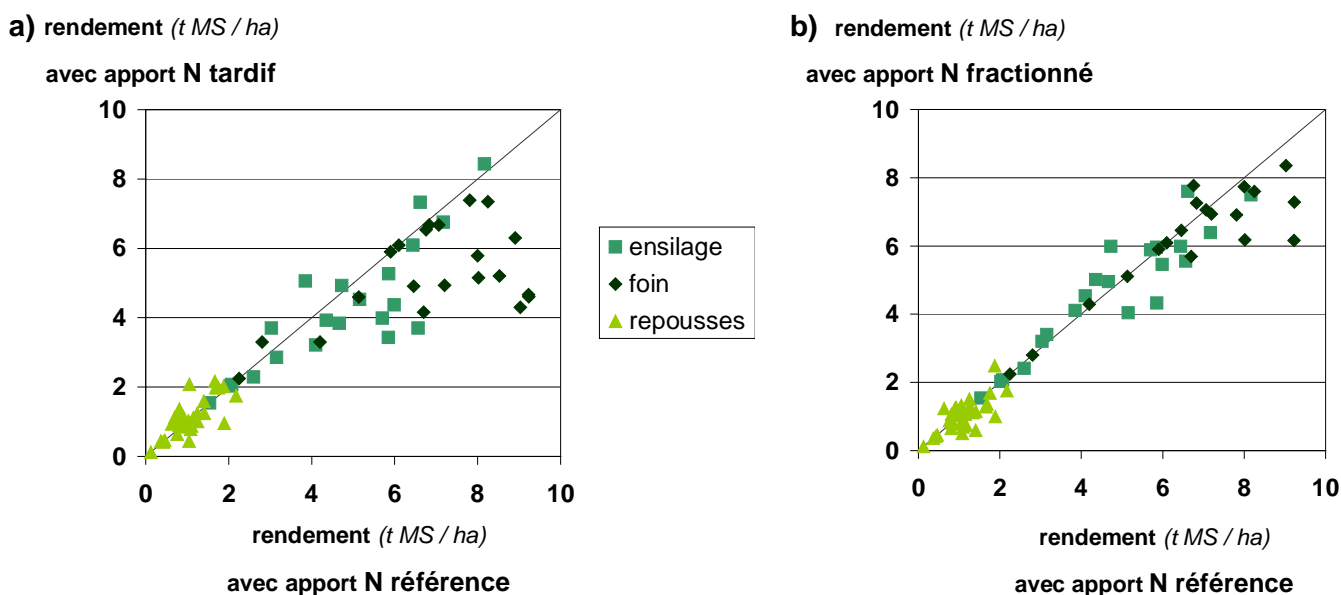 a) rendement (t MS / ha)
avec apport N tardif
10
8
6
4
2
0
0 2 4 6 8 10
rendement (t MS / ha)
avec apport N référence
ensilage
foin
repousses
b) rendement (t MS / ha)
avec apport N fractionné
10
8
6
4
2
0
0 2 4 6 8 10
rendement (t MS / ha)
avec apport N référence